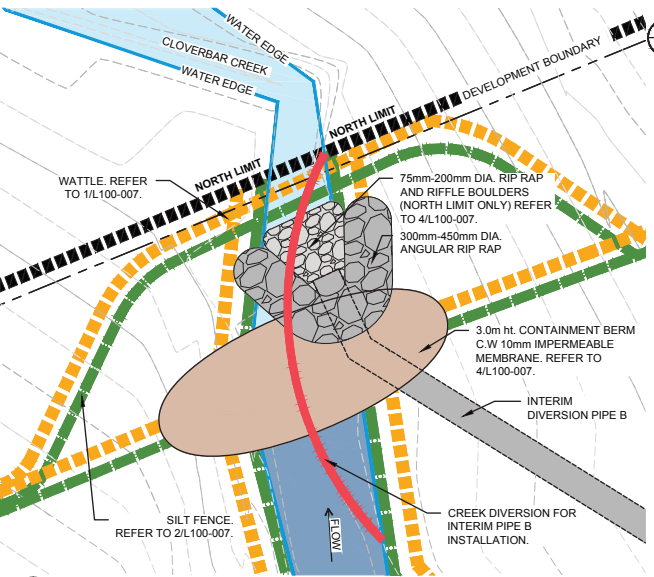 WATER EDGE
CLOVERBAR CREEK
WATER EDGE
NORTH LIMIT
DEVELOPMENT BOUNDARY
NORTH LIMIT
WATTLE. REFER
TO 1/L100-007.
75mm-200mm DIA. RIP RAP
AND RIFFLE BOULDERS
(NORTH LIMIT ONLY) REFER
TO 4/L100-007.
300mm-450mm DIA.
ANGULAR RIP RAP
3.0m ht. CONTAINMENT BERM
C.W 10mm IMPERMEABLE
MEMBRANE. REFER TO
4/L100-007.
INTERIM
DIVERSION PIPE B
SILT FENCE.
REFER TO 2/L100-007.
FLOW
CREEK DIVERSION FOR
INTERIM PIPE B
INSTALLATION.